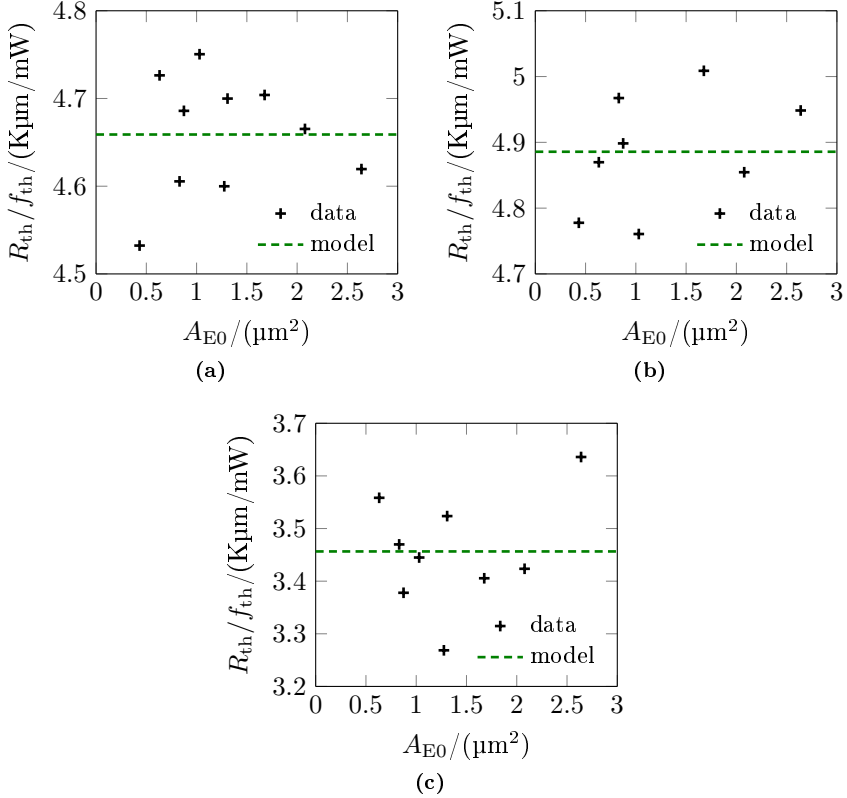 4.8
4.7
4.6
4.5
R_th/f_th/(Kµm/mW)
data
model
0 0.5 1 1.5 2 2.5 3
A_E0/(µm²)
(a)
5.1
5
4.9
4.8
4.7
R_th/f_th/(Kµm/mW)
data
model
0 0.5 1 1.5 2 2.5 3
A_E0/(µm²)
(b)
3.7
3.6
3.5
3.4
3.3
3.2
R_th/f_th/(Kµm/mW)
data
model
0 0.5 1 1.5 2 2.5 3
A_E0/(µm²)
(c)